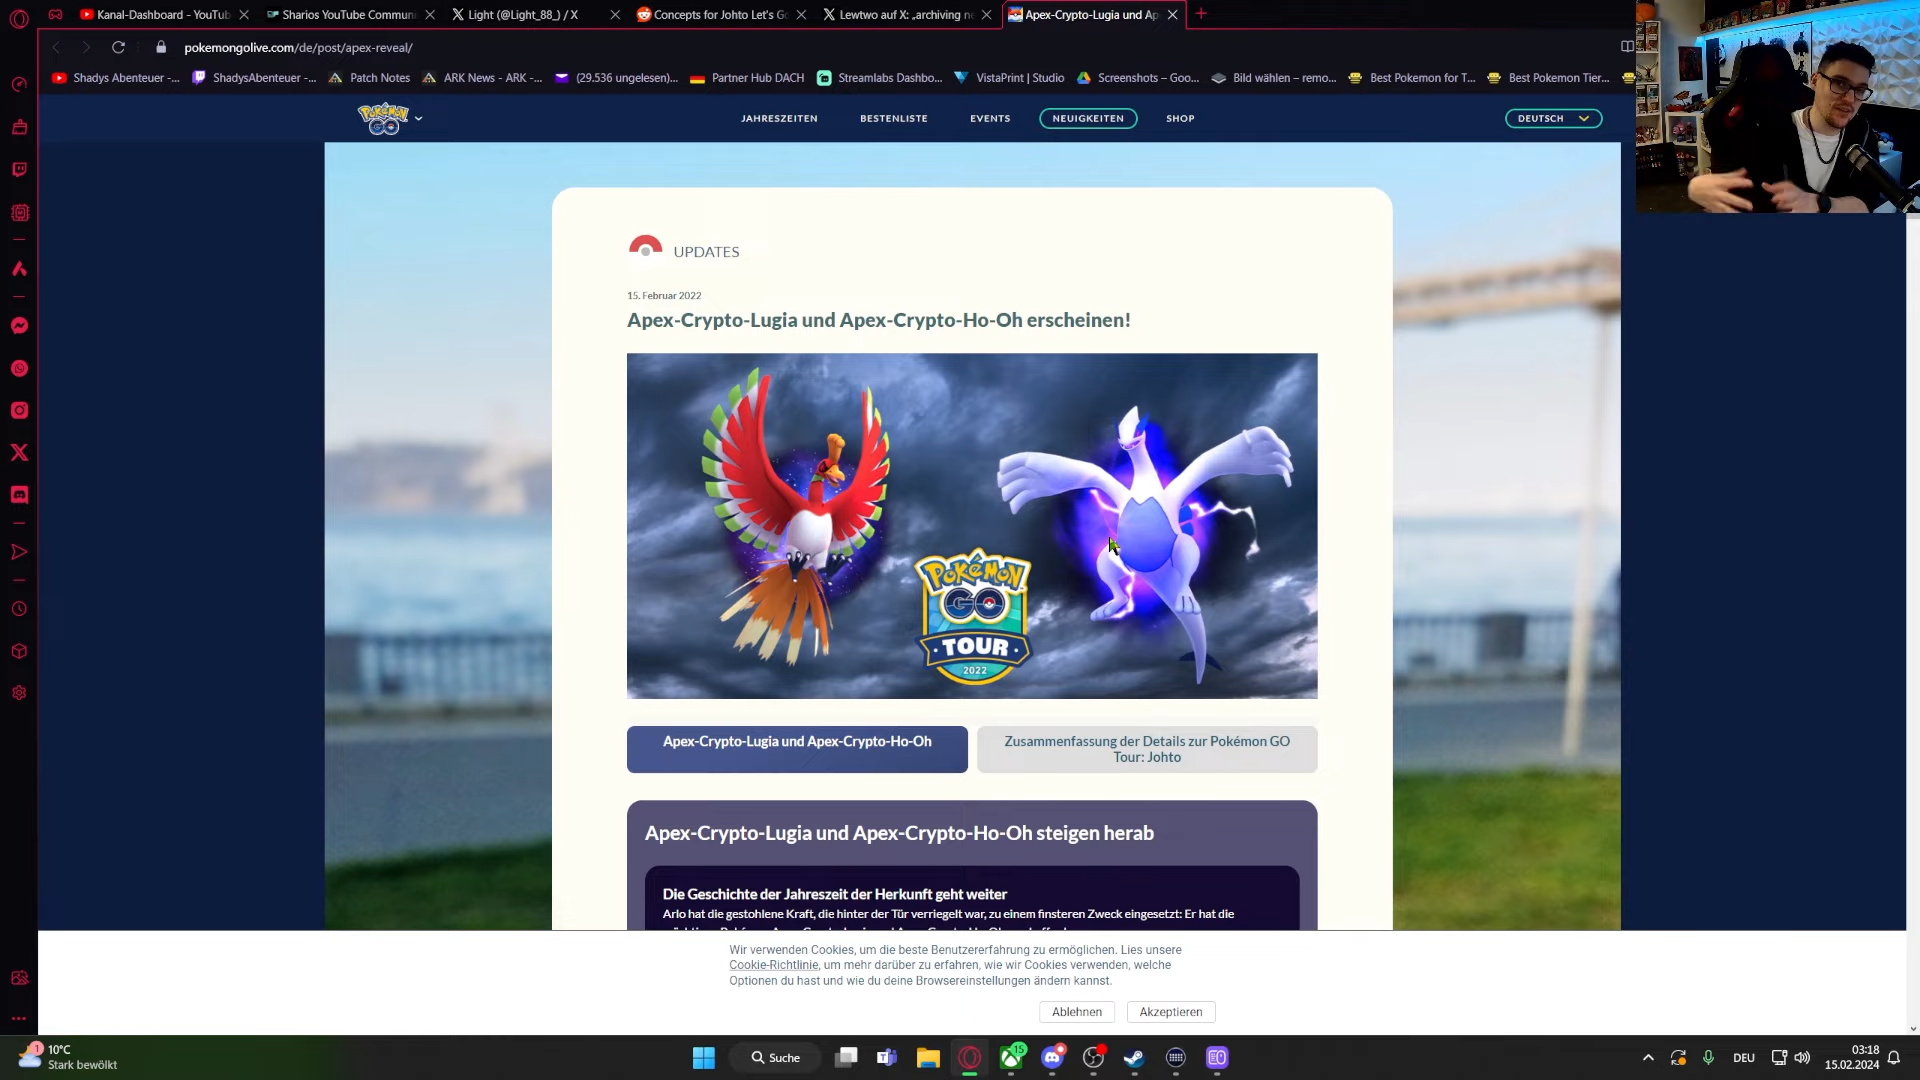 Kanal-Dashboard - YouTub
Sharios YouTube Communi
Light (@Light_88_) / X
Concepts for Johto Let's Go
Lewtwo auf X: „archiving ne
Apex-Crypto-Lugia und Ap
pokemongolive.com/de/post/apex-reveal/
Shadys Abenteuer -...
ShadysAbenteuer -...
Patch Notes
ARK News - ARK -...
(29.536 ungelesen)...
Partner Hub DACH
Streamlabs Dashbo...
VistaPrint | Studio
Screenshots – Goo...
Bild wählen – remo...
Best Pokemon for T...
Best Pokemon Tier...
POKÉMON GO
JAHRESZEITEN
BESTENLISTE
EVENTS
NEUIGKEITEN
SHOP
DEUTSCH
UPDATES
15. Februar 2022
Apex-Crypto-Lugia und Apex-Crypto-Ho-Oh erscheinen!
POKÉMON
GO
TOUR
2022
Apex-Crypto-Lugia und Apex-Crypto-Ho-Oh
Zusammenfassung der Details zur Pokémon GO
Tour: Johto
Apex-Crypto-Lugia und Apex-Crypto-Ho-Oh steigen herab
Die Geschichte der Jahreszeit der Herkunft geht weiter
Arlo hat die gestohlene Kraft, die hinter der Tür verriegelt war, zu einem finsteren Zweck eingesetzt: Er hat die
Wir verwenden Cookies, um die beste Benutzererfahrung zu ermöglichen. Lies unsere
Cookie-Richtlinie, um mehr darüber zu erfahren, wie wir Cookies verwenden, welche
Optionen du hast und wie du deine Browsereinstellungen ändern kannst.
Ablehnen
Akzeptieren
1
10°C
Stark bewölkt
Suche
15
DEU
03:18
15.02.2024